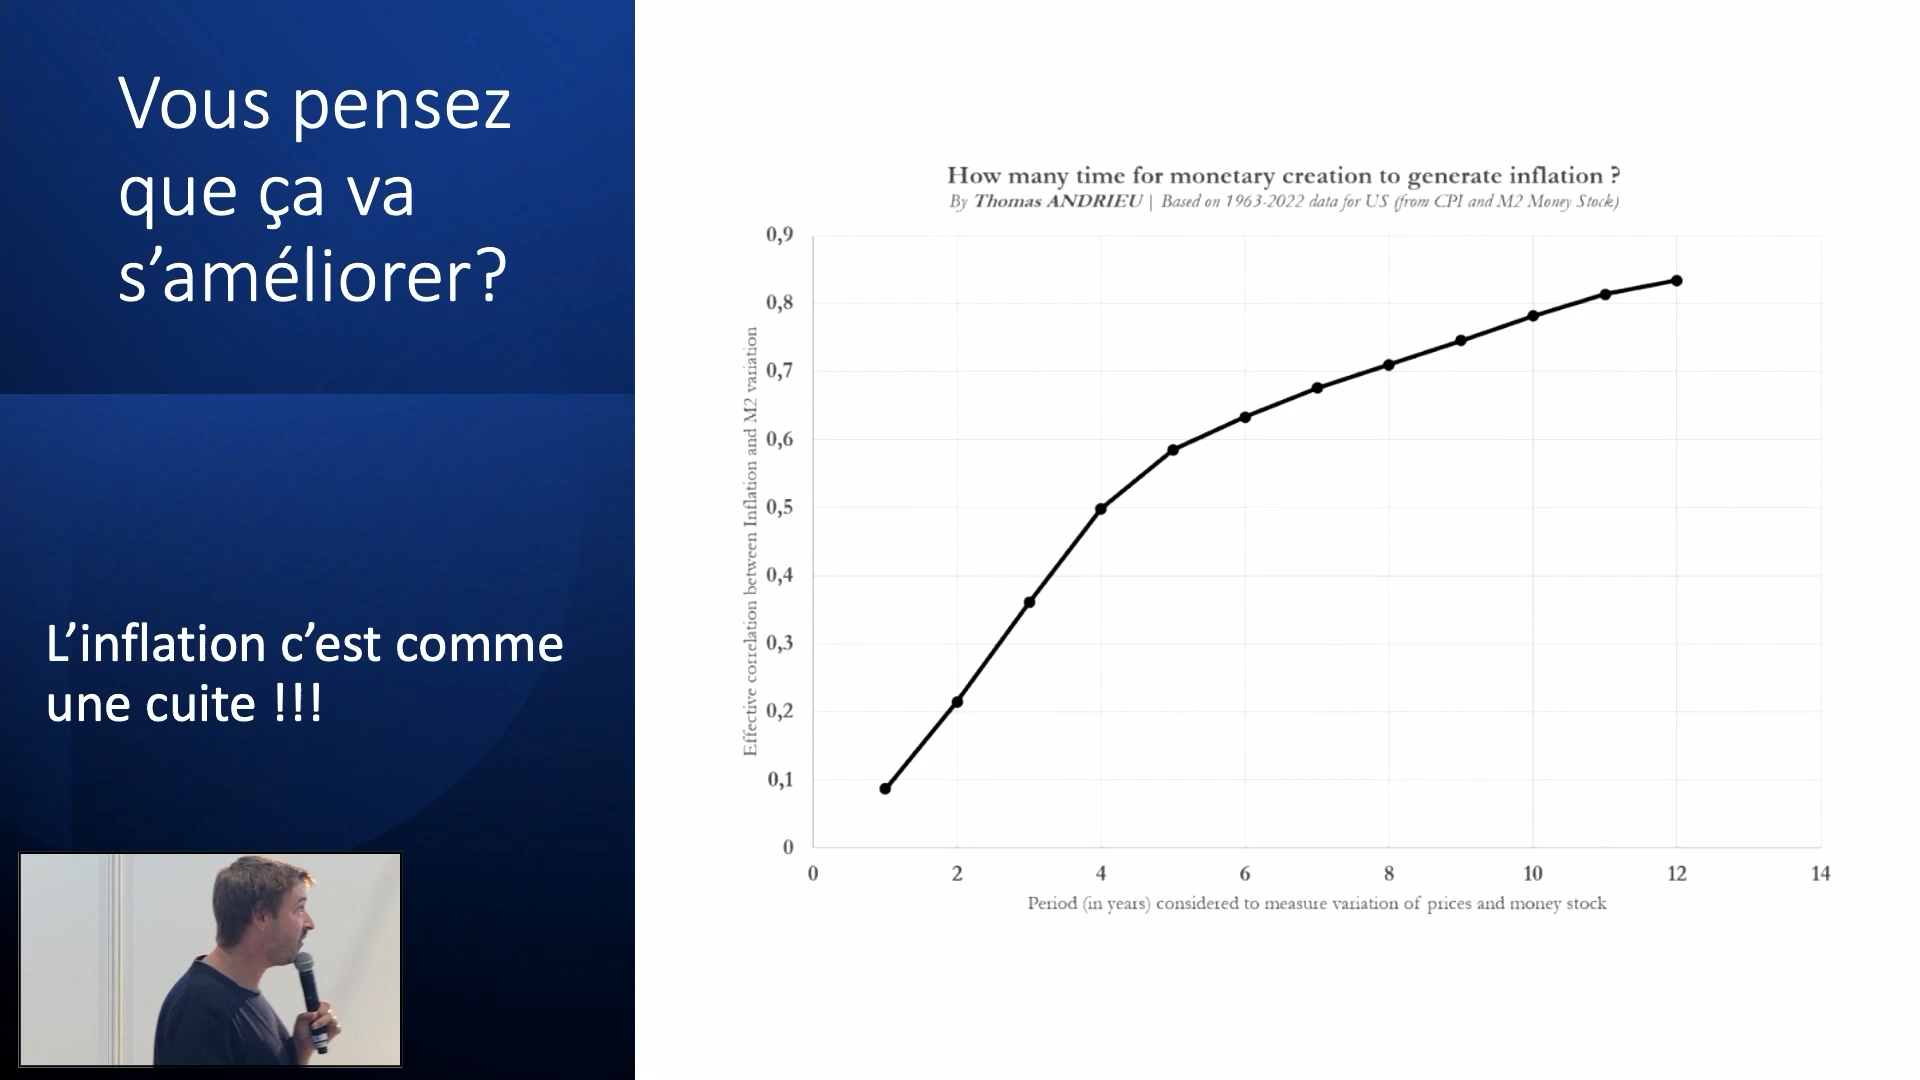 Vous pensez
que ça va
s’améliorer?
L’inflation c’est comme
une cuite !!!
How many time for monetary creation to generate inflation ?
By Thomas ANDRIEU | Based on 1963-2022 data for US (from CPI and M2 Money Stock)
Effective correlation between Inflation and M2 variation
0,9
0,8
0,7
0,6
0,5
0,4
0,3
0,2
0,1
0
0 2 4 6 8 10 12 14
Period (in years) considered to measure variation of prices and money stock